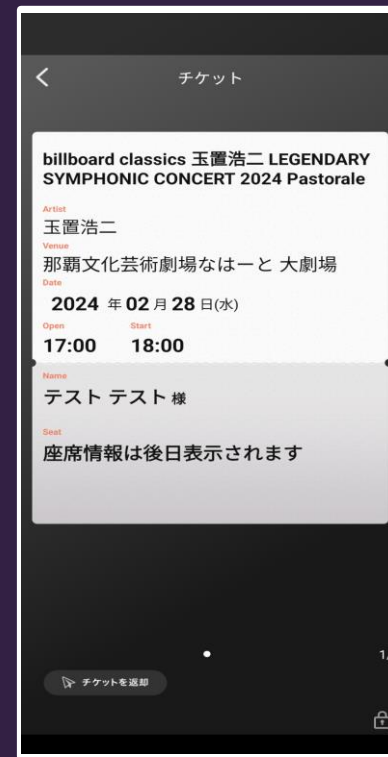 チケット
billboard classics 玉置浩二 LEGENDARY
SYMPHONIC CONCERT 2024 Pastorale
Artist
玉置浩二
Venue
那覇文化芸術劇場なはーと 大劇場
Date
2024 年 02 月 28 日(水)
Open Start
17:00 18:00
Name
テスト テスト 様
Seat
座席情報は後日表示されます
1/
チケットを返却